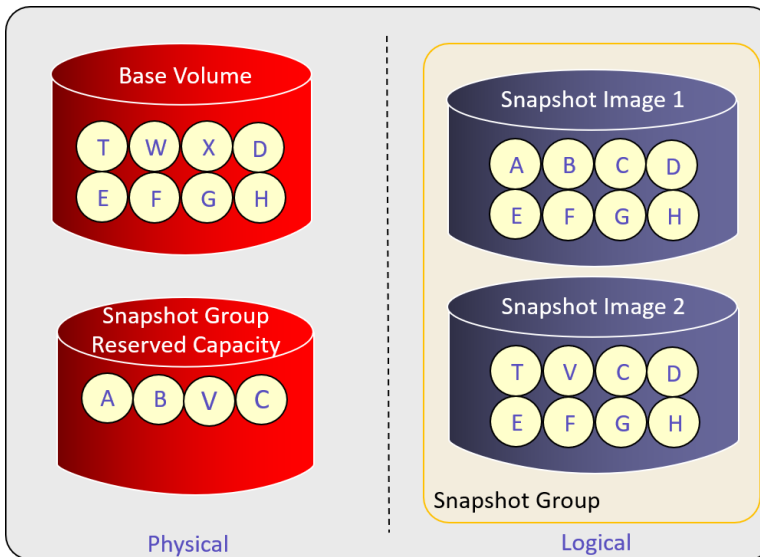 Base Volume
T W X D
E F G H
Snapshot Group
Reserved Capacity
A B V C
Physical
Snapshot Image 1
A B C D
E F G H
Snapshot Image 2
T V C D
E F G H
Snapshot Group
Logical